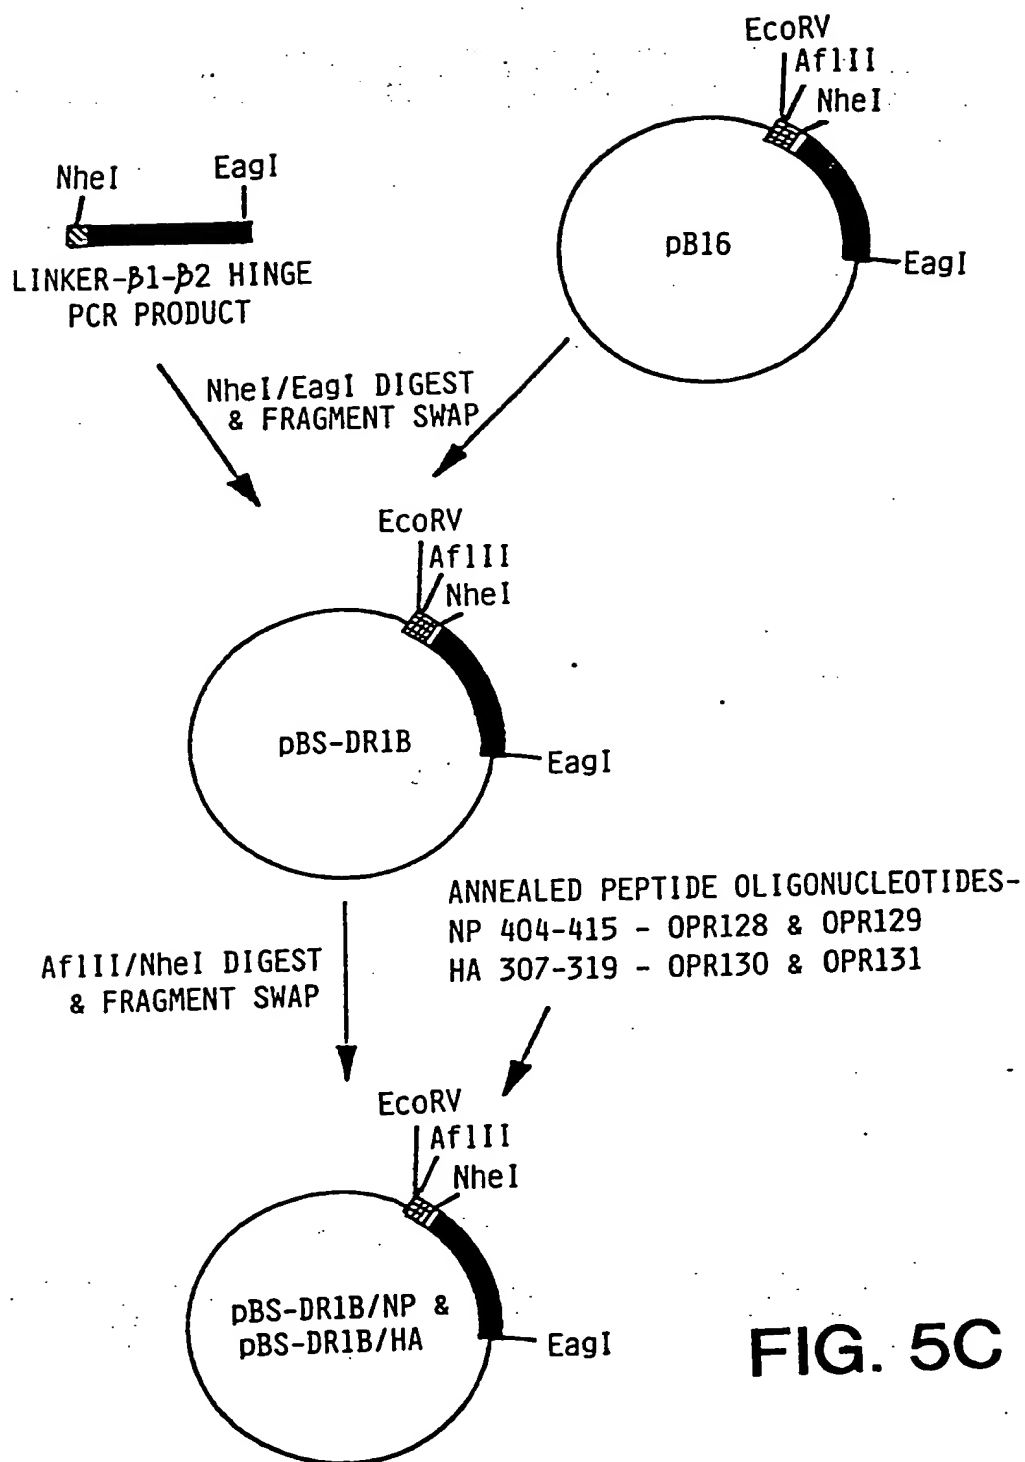 EcoRV
AflII
NheI
NheI
EagI
pB16
EagI
LINKER-β1-β2 HINGE
PCR PRODUCT
NheI/EagI DIGEST
& FRAGMENT SWAP
EcoRV
AflII
NheI
pBS-DR1B
EagI
ANNEALED PEPTIDE OLIGONUCLEOTIDES-
NP 404-415 - OPR128 & OPR129
HA 307-319 - OPR130 & OPR131
AflII/NheI DIGEST
& FRAGMENT SWAP
EcoRV
AflII
NheI
pBS-DR1B/NP &
pBS-DR1B/HA
EagI
FIG. 5C